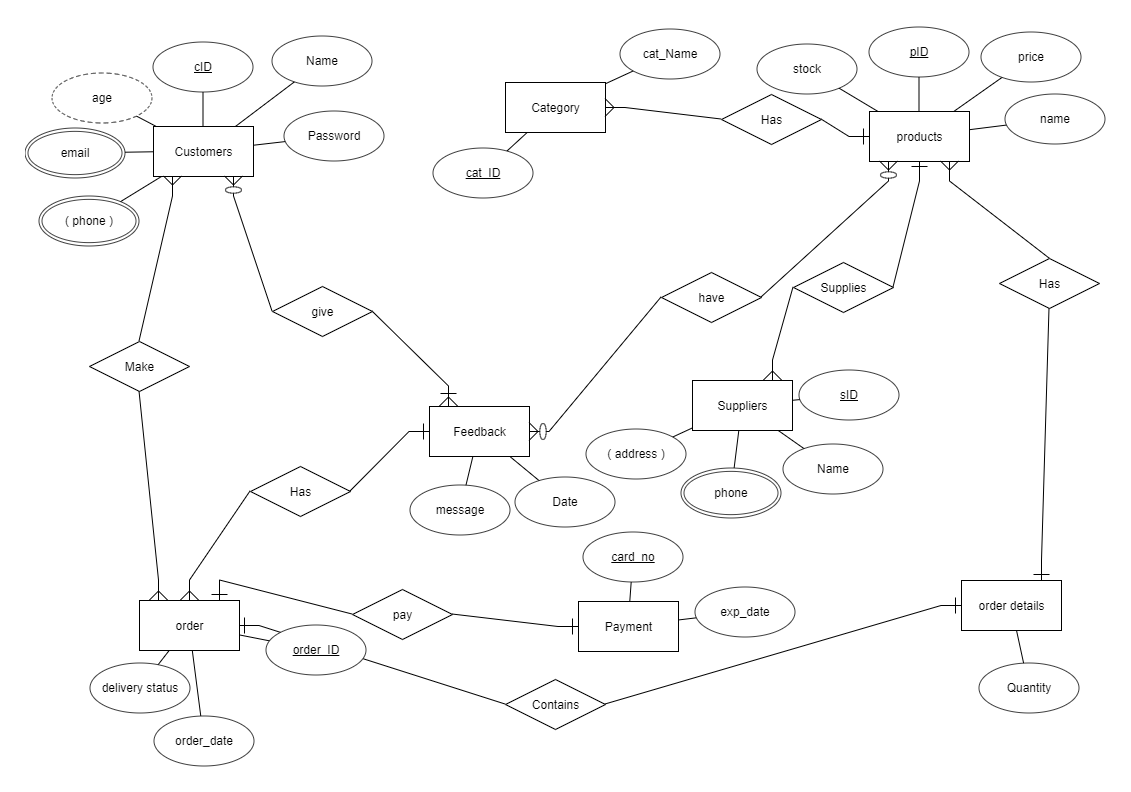 cID
Name
age
email
Customers
Password
( phone )
cat_Name
Category
cat_ID
Has
stock
pID
price
products
name
give
have
Supplies
Has
Make
Feedback
message
Date
Has
Suppliers
sID
( address )
phone
Name
order
order_ID
delivery status
order_date
pay
card_no
Payment
exp_date
Contains
order details
Quantity